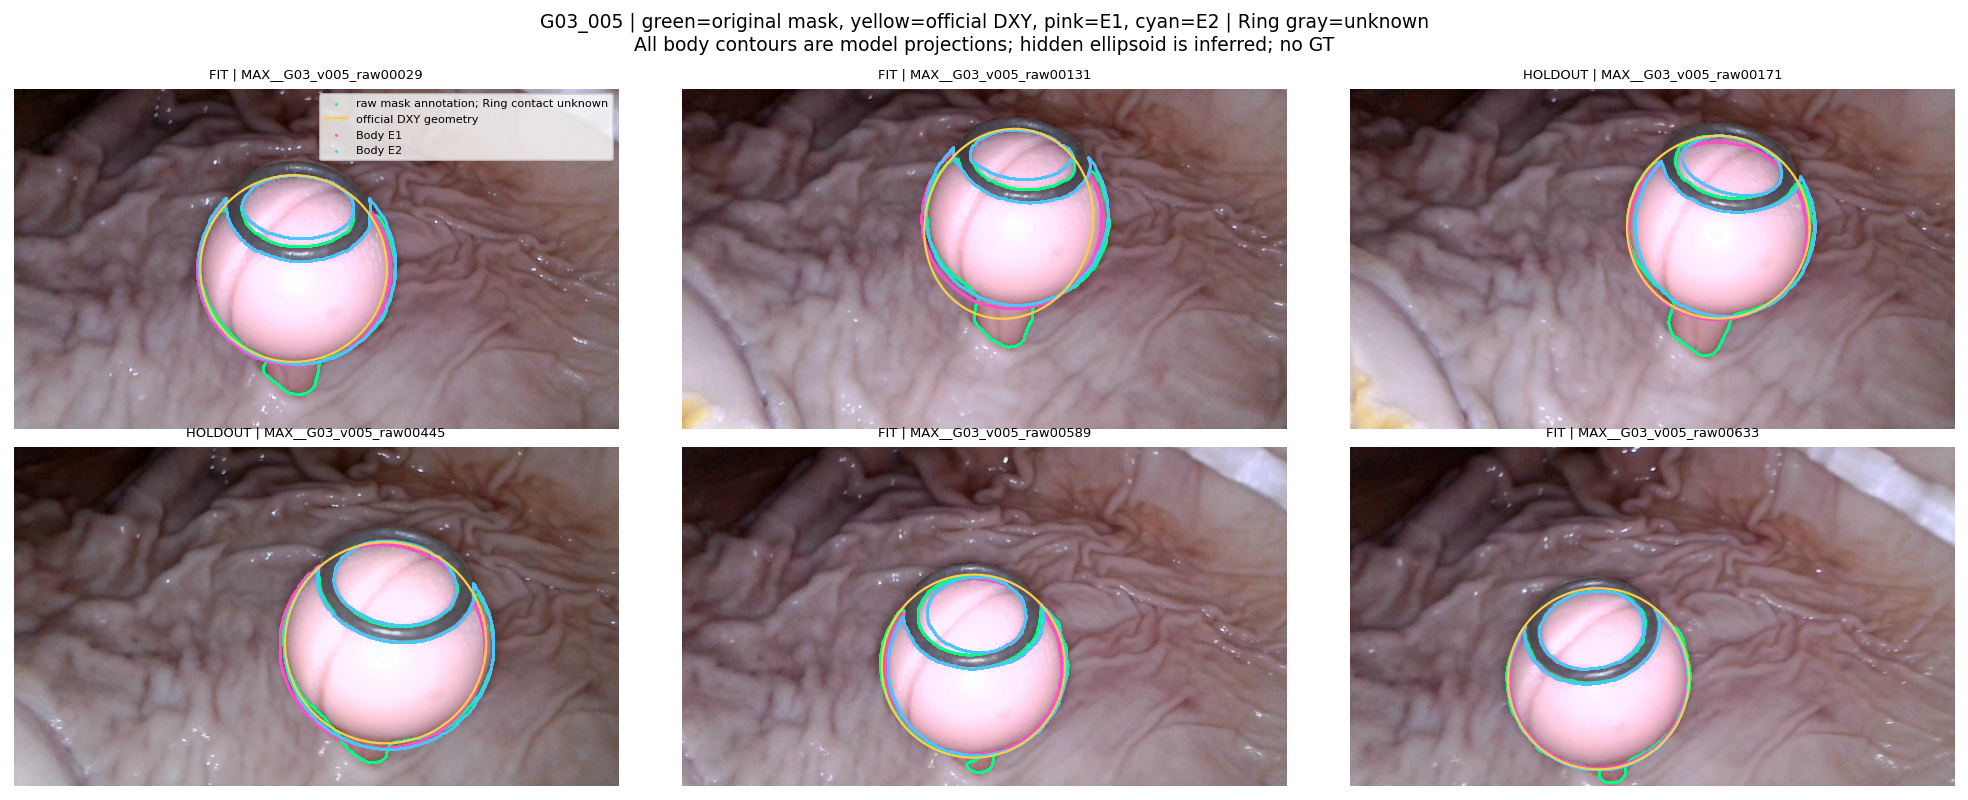 G03_005 | green=original mask, yellow=official DXY, pink=E1, cyan=E2 | Ring gray=unknown
All body contours are model projections; hidden ellipsoid is inferred; no GT
FIT | MAX__G03_v005_raw00029
FIT | MAX__G03_v005_raw00131
HOLDOUT | MAX__G03_v005_raw00171
raw mask annotation; Ring contact unknown
official DXY geometry
Body E1
Body E2
HOLDOUT | MAX__G03_v005_raw00445
FIT | MAX__G03_v005_raw00589
FIT | MAX__G03_v005_raw00633